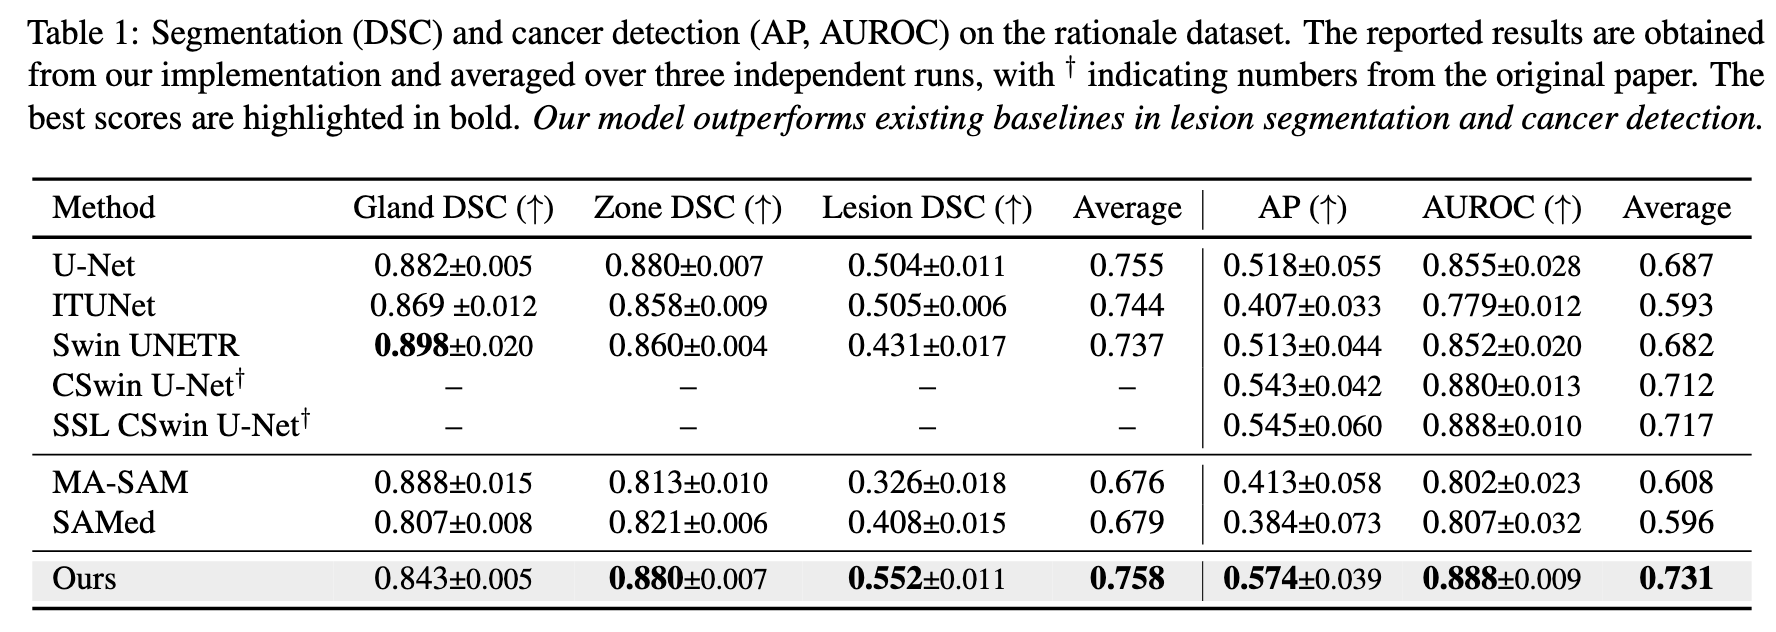 Table 1: Segmentation (DSC) and cancer detection (AP, AUROC) on the rationale dataset. The reported results are obtained
from our implementation and averaged over three independent runs, with † indicating numbers from the original paper. The
best scores are highlighted in bold. Our model outperforms existing baselines in lesion segmentation and cancer detection.
Method Gland DSC (↑) Zone DSC (↑) Lesion DSC (↑) Average AP (↑) AUROC (↑) Average
U-Net 0.882±0.005 0.880±0.007 0.504±0.011 0.755 0.518±0.055 0.855±0.028 0.687
ITUNet 0.869 ±0.012 0.858±0.009 0.505±0.006 0.744 0.407±0.033 0.779±0.012 0.593
Swin UNETR 0.898±0.020 0.860±0.004 0.431±0.017 0.737 0.513±0.044 0.852±0.020 0.682
CSwin U-Net† – – – – 0.543±0.042 0.880±0.013 0.712
SSL CSwin U-Net† – – – – 0.545±0.060 0.888±0.010 0.717
MA-SAM 0.888±0.015 0.813±0.010 0.326±0.018 0.676 0.413±0.058 0.802±0.023 0.608
SAMed 0.807±0.008 0.821±0.006 0.408±0.015 0.679 0.384±0.073 0.807±0.032 0.596
Ours 0.843±0.005 0.880±0.007 0.552±0.011 0.758 0.574±0.039 0.888±0.009 0.731